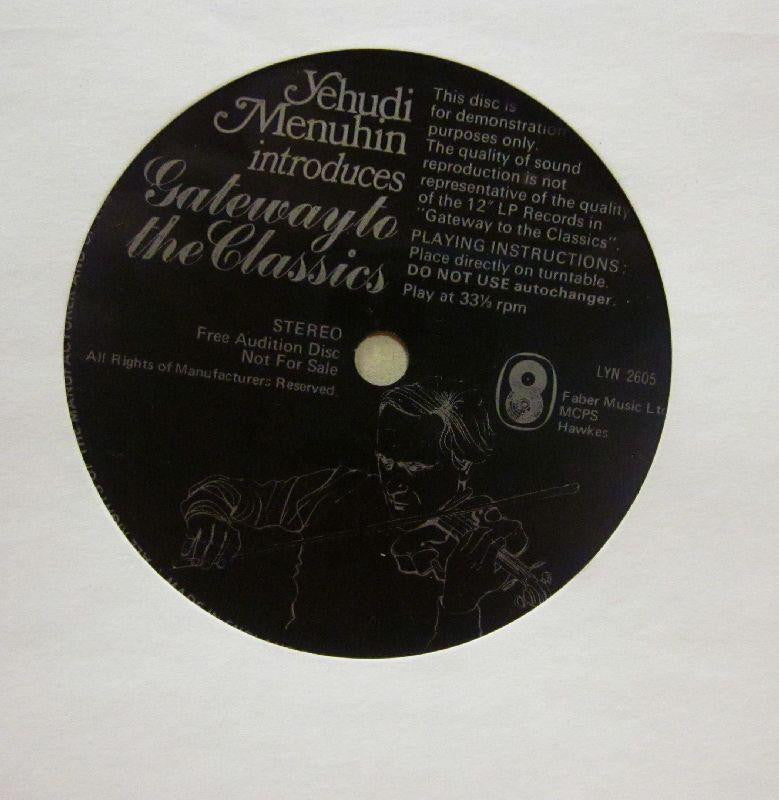 Yehudi
Menuhin
introduces
Gateway to
the Classics
This disc is
for demonstration
purposes only.
The quality of sound
reproduction is not
representative of the quality
of the 12" LP Records in
"Gateway to the Classics".
PLAYING INSTRUCTIONS:
Place directly on turntable.
DO NOT USE autochanger.
Play at 33⅓ rpm
STEREO
Free Audition Disc
Not For Sale
All Rights of Manufacturers Reserved.
LYN 2605
Faber Music Lt
MCPS
Hawkes